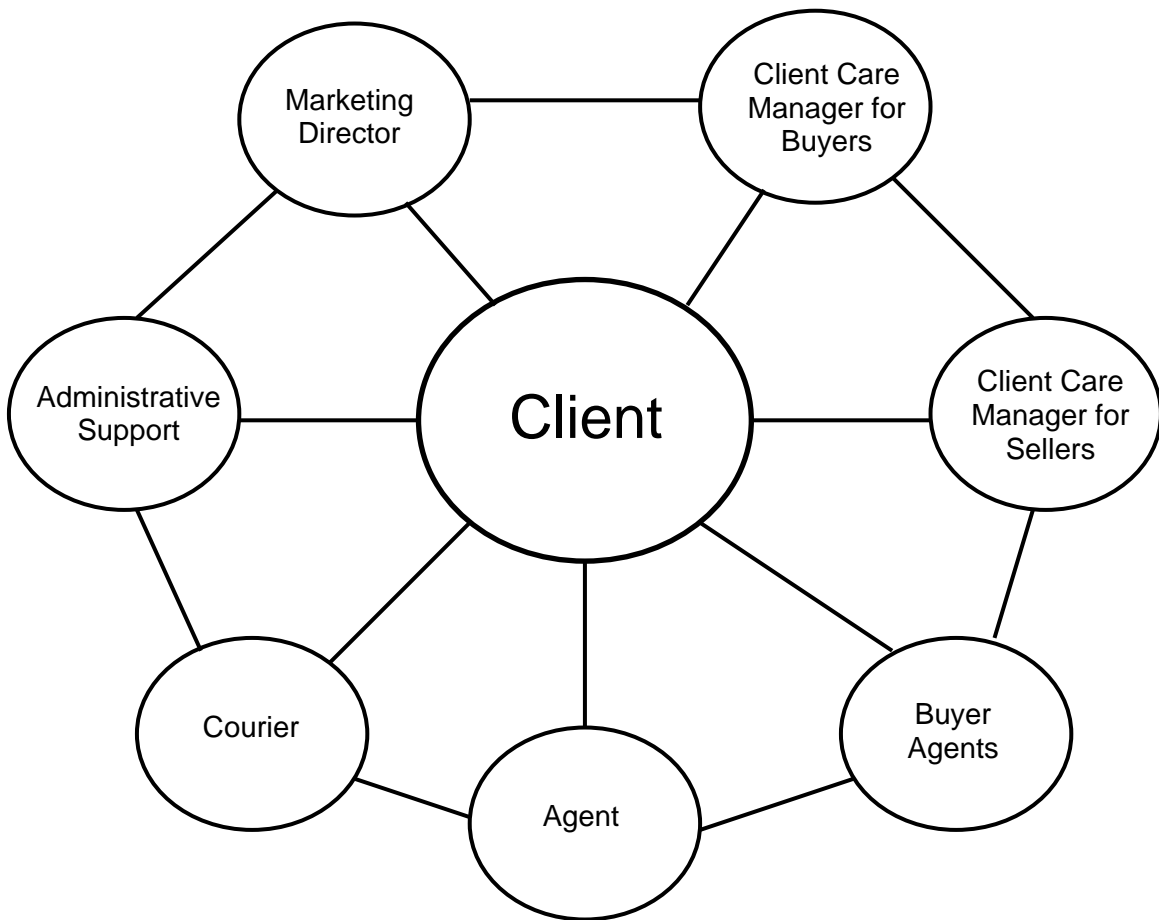 Marketing
Director
Client Care
Manager for
Buyers
Administrative
Support
Client
Client Care
Manager for
Sellers
Courier
Agent
Buyer
Agents